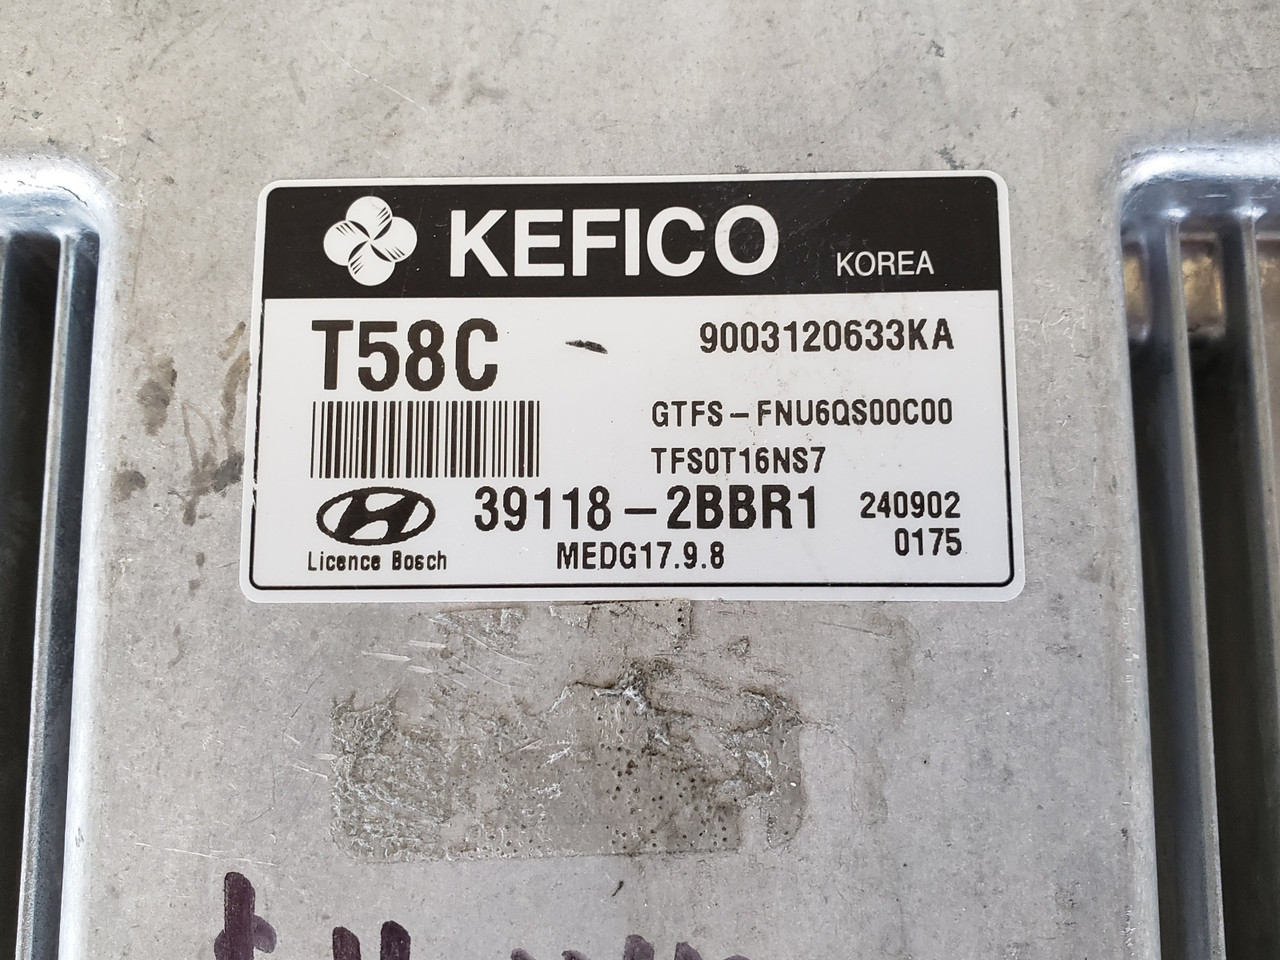 KEFICO KOREA
T58C 9003120633KA
GTFS-FNU6QS00C00
TFS0T16NS7
39118-2BBR1 240902
Licence Bosch MEDG17.9.8 0175